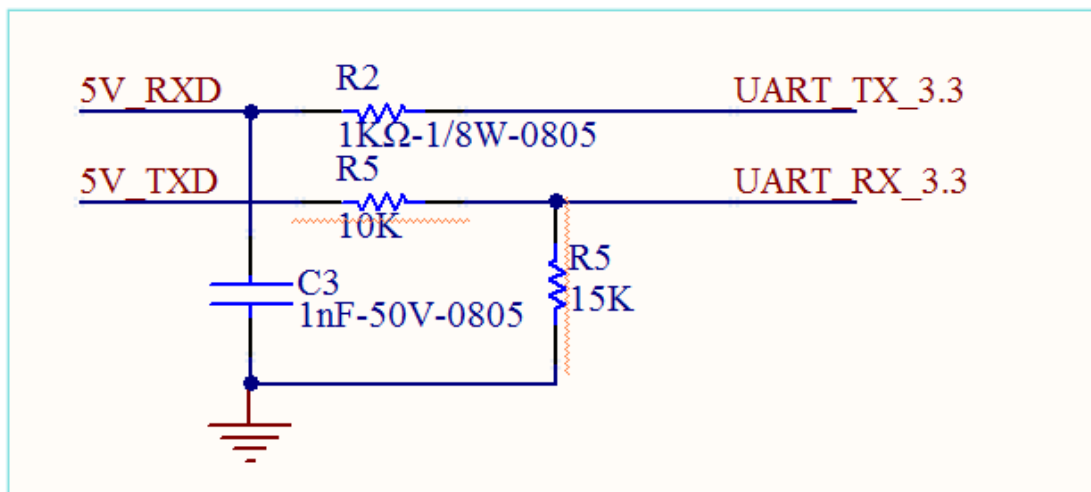 5V_RXD
R2
UART_TX_3.3
1KΩ-1/8W-0805
5V_TXD
R5
UART_RX_3.3
10K
R5
15K
C3
1nF-50V-0805